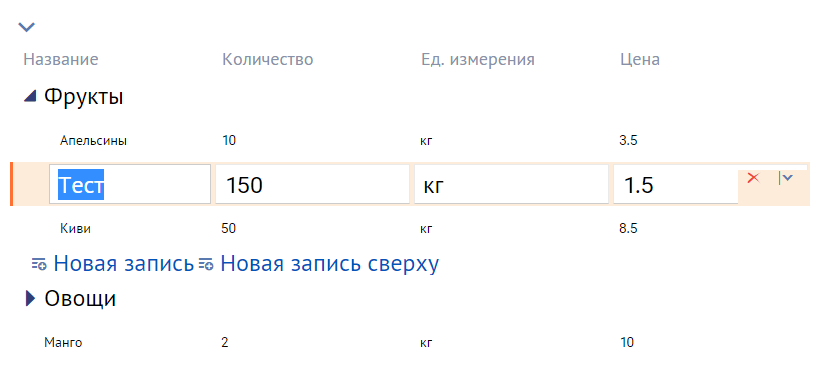 Название Количество Ед. измерения Цена
Фрукты
Апельсины 10 кг 3.5
Тест 150 кг 1.5
Киви 50 кг 8.5
Новая запись Новая запись сверху
Овощи
Манго 2 кг 10